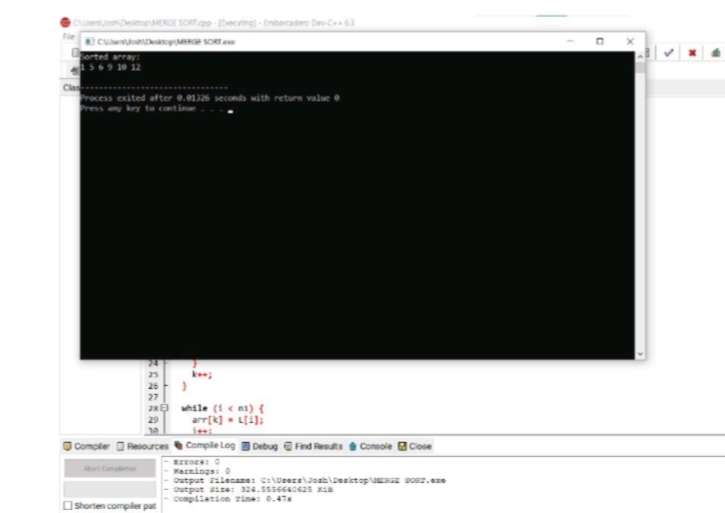 C:\Users\Josh\Desktop\MERGE SORT.cpp - [Executing] - Embarcadero Dev-C++ 6.3
File
C:\Users\Josh\Desktop\MERGE SORT.exe
Sorted array:
1 5 6 9 10 12
--------------------------------
Process exited after 0.01326 seconds with return value 0
Press any key to continue . . .
24 }
25 k++;
26 }
27
28 while (i < n1) {
29 arr[k] = L[i];
30 i++;
Compiler Resources Compile Log Debug Find Results Console Close
Abort Compilation
- Errors: 0
- Warnings: 0
- Output Filename: C:\Users\Josh\Desktop\MERGE SORT.exe
- Output Size: 324.5556640625 KiB
- Compilation Time: 0.47s
Shorten compiler pat